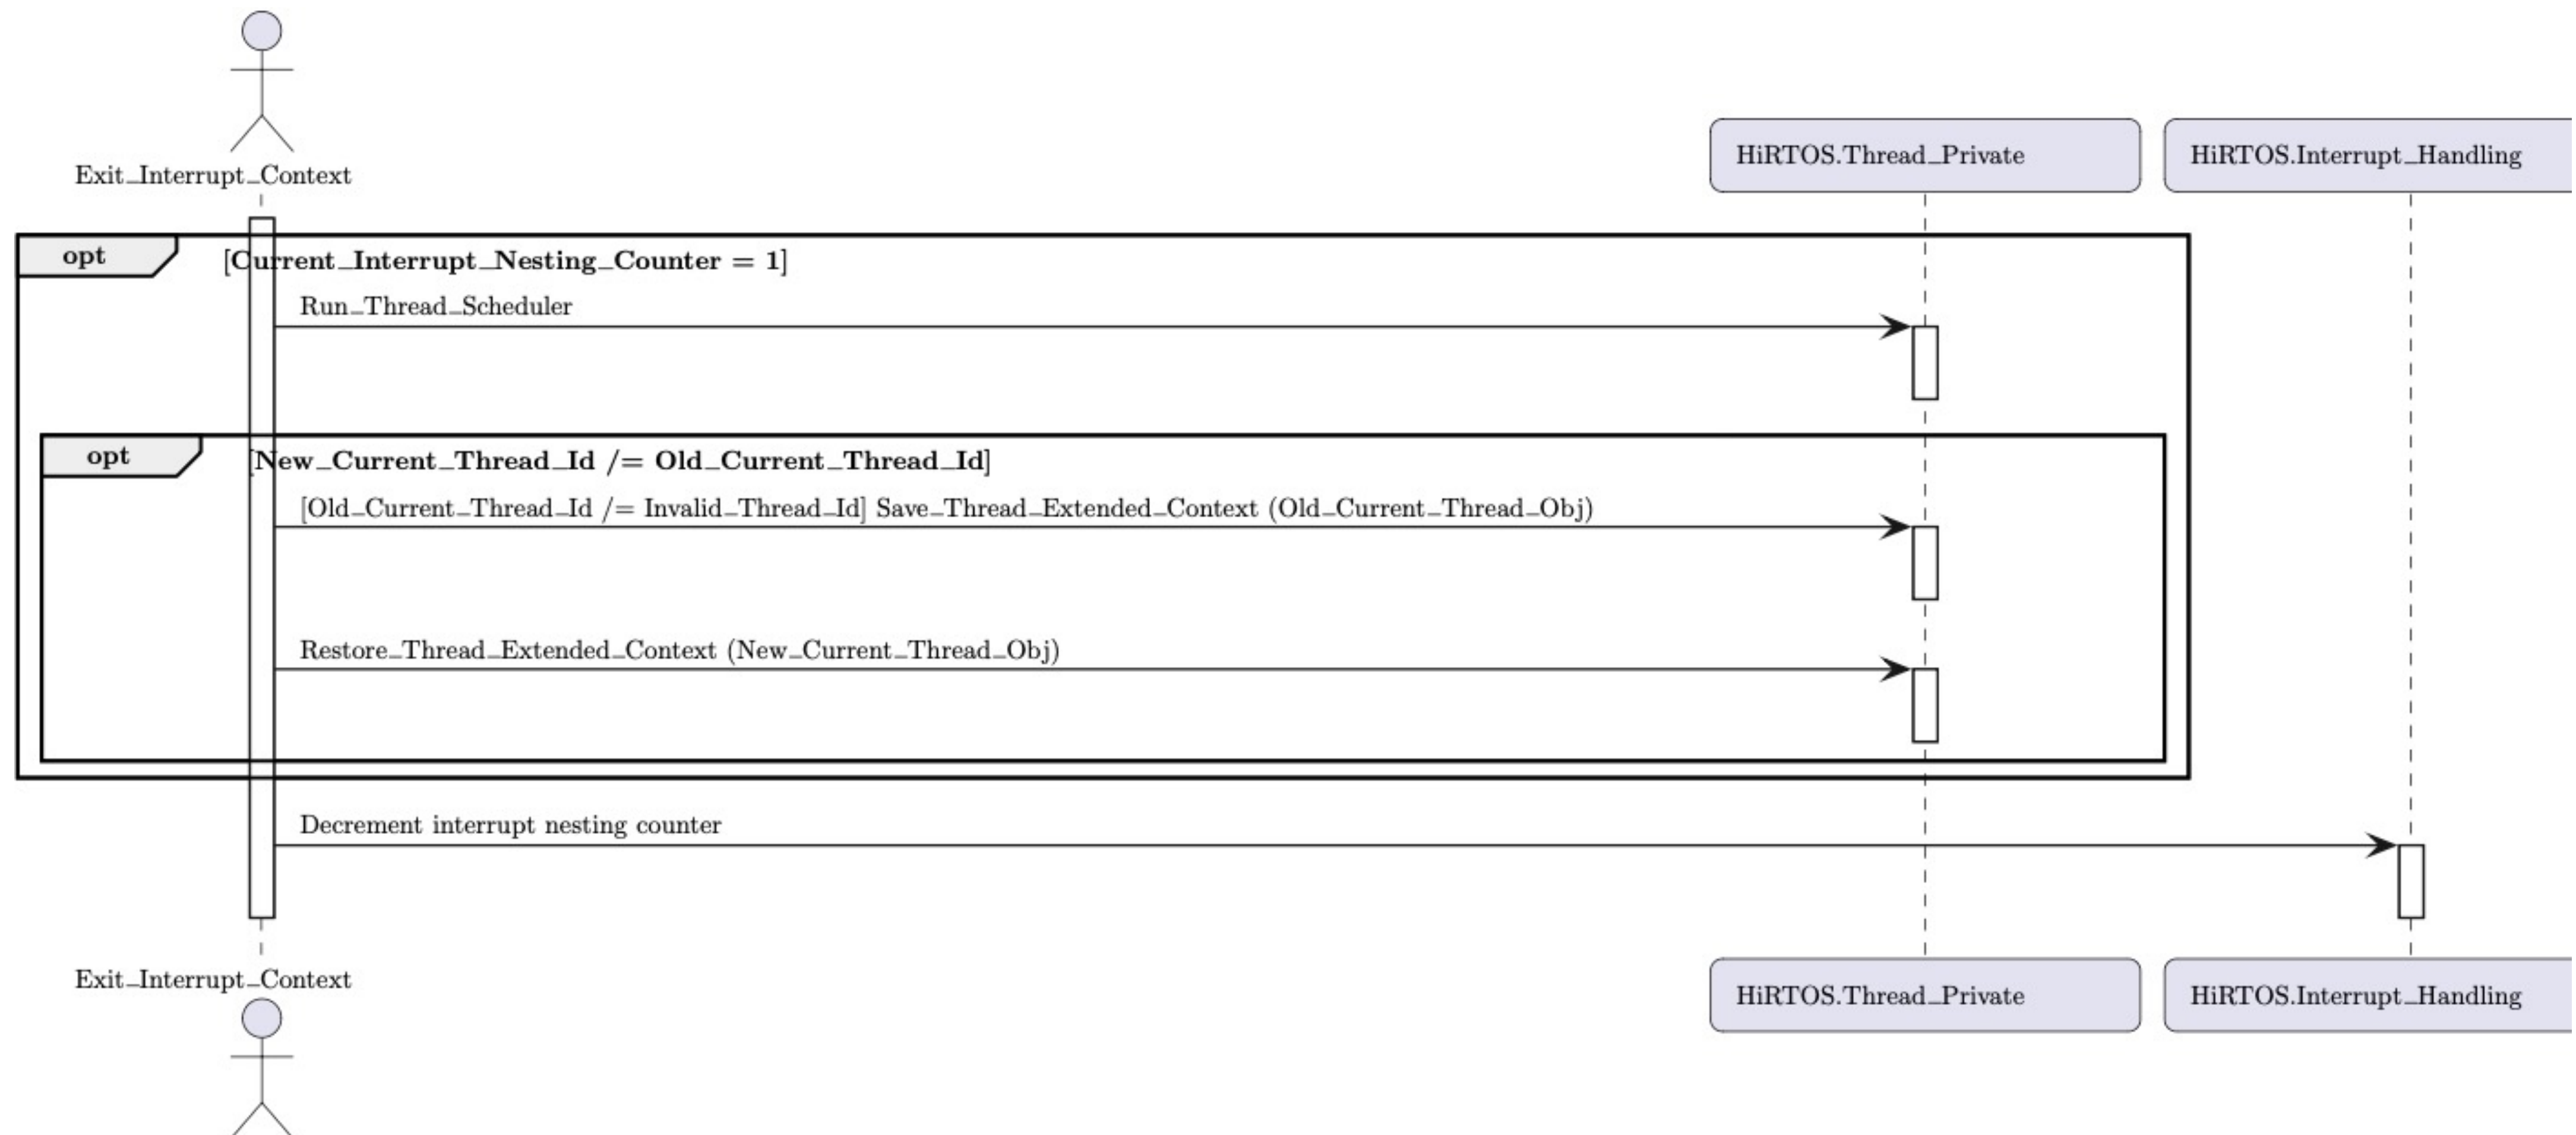 Exit_Interrupt_Context
HiRTOS.Thread_Private
HiRTOS.Interrupt_Handling
opt
[Current_Interrupt_Nesting_Counter = 1]
Run_Thread_Scheduler
opt
[New_Current_Thread_Id /= Old_Current_Thread_Id]
[Old_Current_Thread_Id /= Invalid_Thread_Id] Save_Thread_Extended_Context (Old_Current_Thread_Obj)
Restore_Thread_Extended_Context (New_Current_Thread_Obj)
Decrement interrupt nesting counter
Exit_Interrupt_Context
HiRTOS.Thread_Private
HiRTOS.Interrupt_Handling